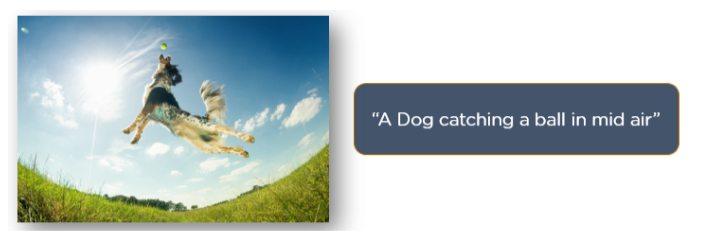 “A Dog catching a ball in mid air”